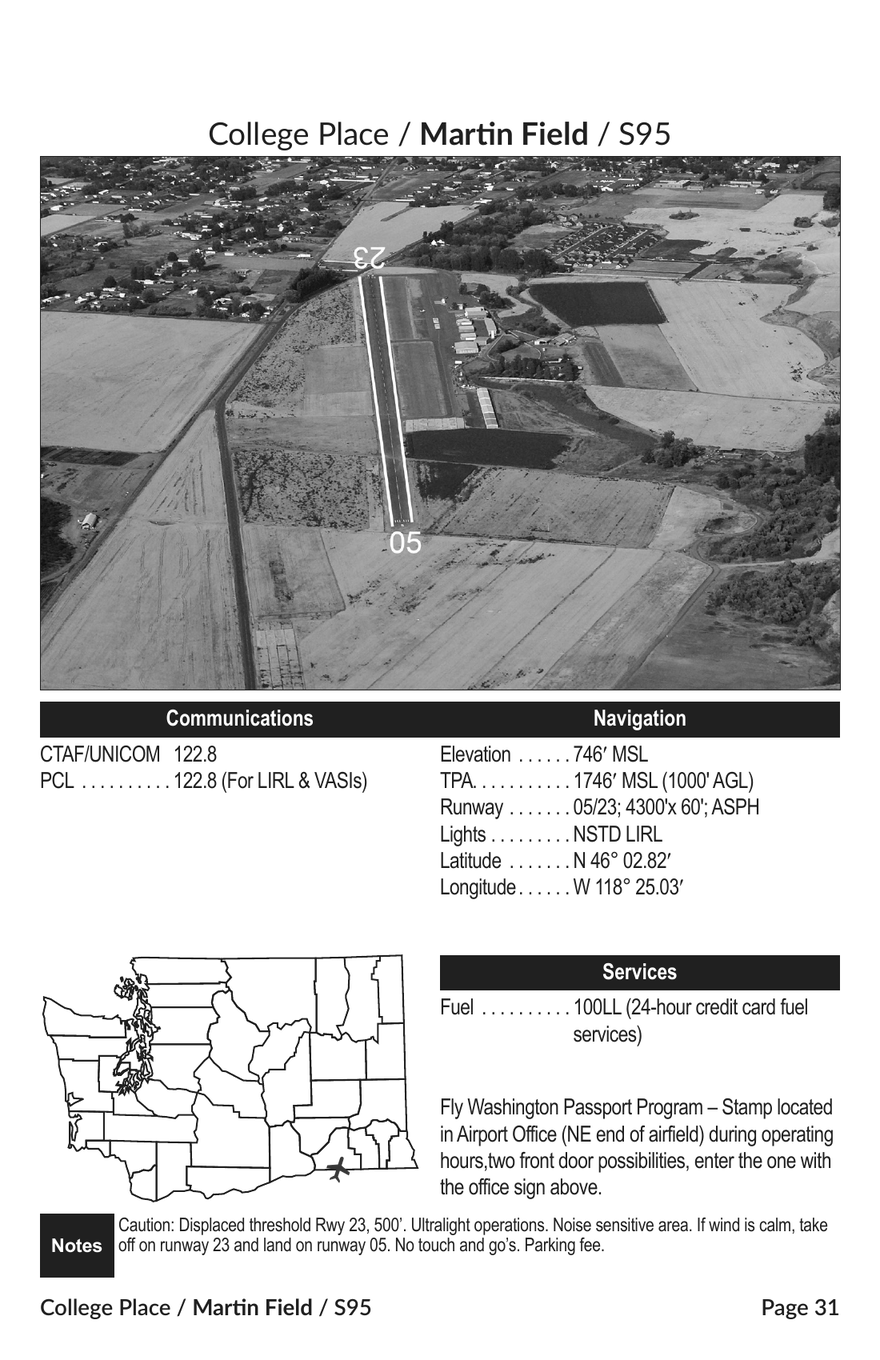 College Place / Martin Field / S95
23
05
Communications
CTAF/UNICOM 122.8
PCL . . . . . . . . . . 122.8 (For LIRL & VASIs)
Navigation
Elevation . . . . . . 746′ MSL
TPA. . . . . . . . . . . 1746′ MSL (1000' AGL)
Runway . . . . . . . 05/23; 4300'x 60'; ASPH
Lights . . . . . . . . . NSTD LIRL
Latitude . . . . . . . N 46° 02.82′
Longitude . . . . . . W 118° 25.03′
Services
Fuel . . . . . . . . . . 100LL (24-hour credit card fuel
services)
Fly Washington Passport Program – Stamp located
in Airport Office (NE end of airfield) during operating
hours,two front door possibilities, enter the one with
the office sign above.
Notes
Caution: Displaced threshold Rwy 23, 500’. Ultralight operations. Noise sensitive area. If wind is calm, take
off on runway 23 and land on runway 05. No touch and go’s. Parking fee.
College Place / Martin Field / S95
Page 31